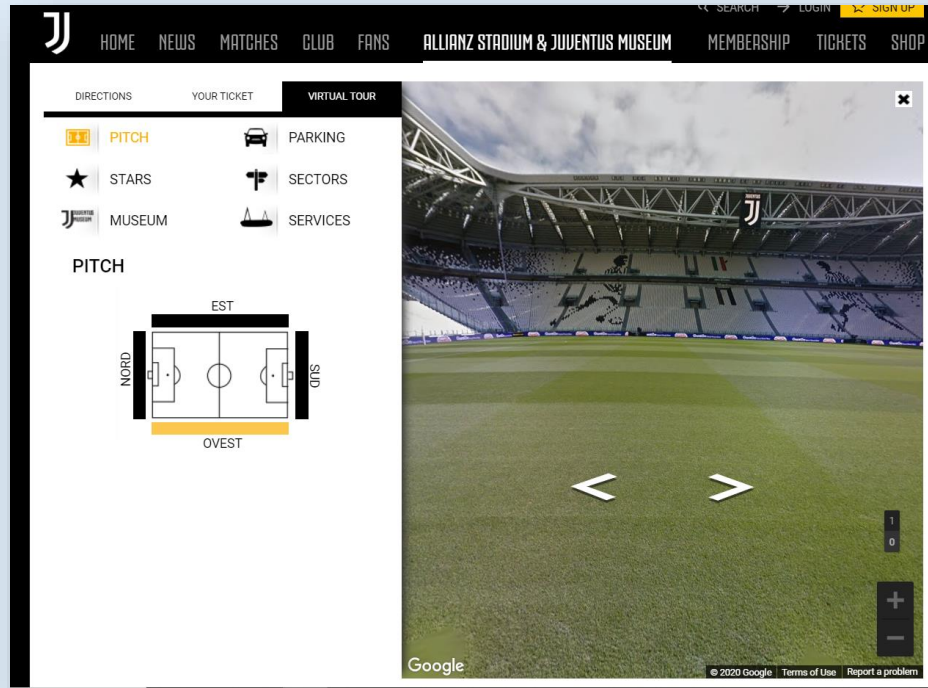 SEARCH LOGIN SIGN UP
HOME NEWS MATCHES CLUB FANS ALLIANZ STADIUM & JUVENTUS MUSEUM MEMBERSHIP TICKETS SHOP
DIRECTIONS YOUR TICKET VIRTUAL TOUR
PITCH PARKING
STARS SECTORS
JUVENTUS MUSEUM MUSEUM SERVICES
PITCH
EST
NORD
SUD
OVEST
1
0
Google
© 2020 Google Terms of Use Report a problem